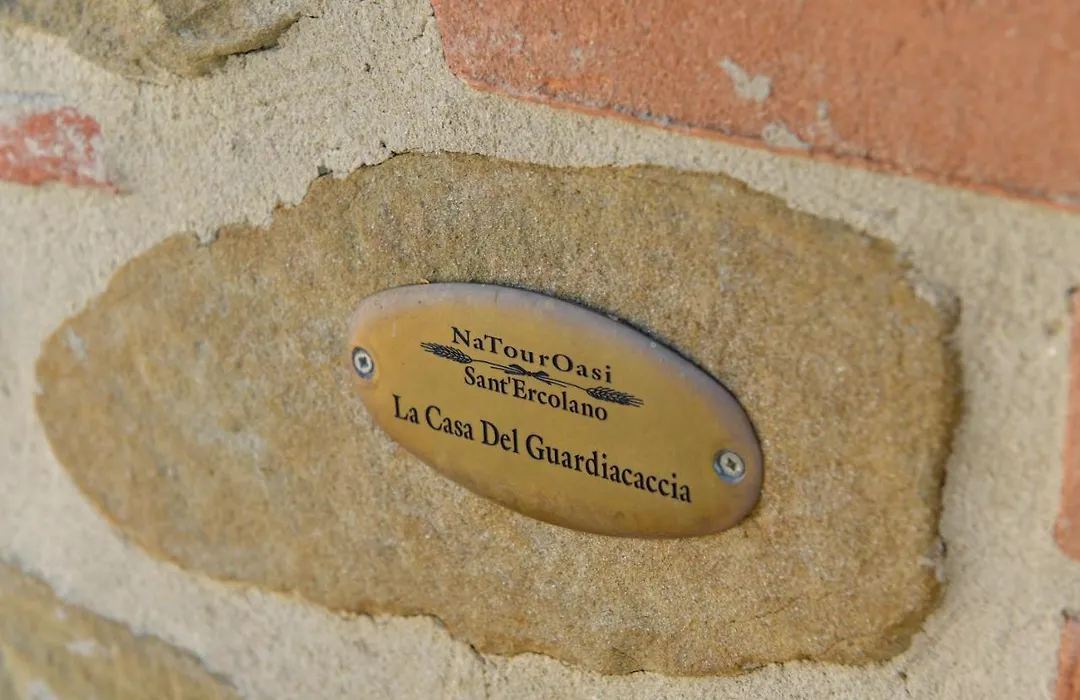 NaTourOasi
Sant'Ercolano
La Casa Del Guardiacaccia